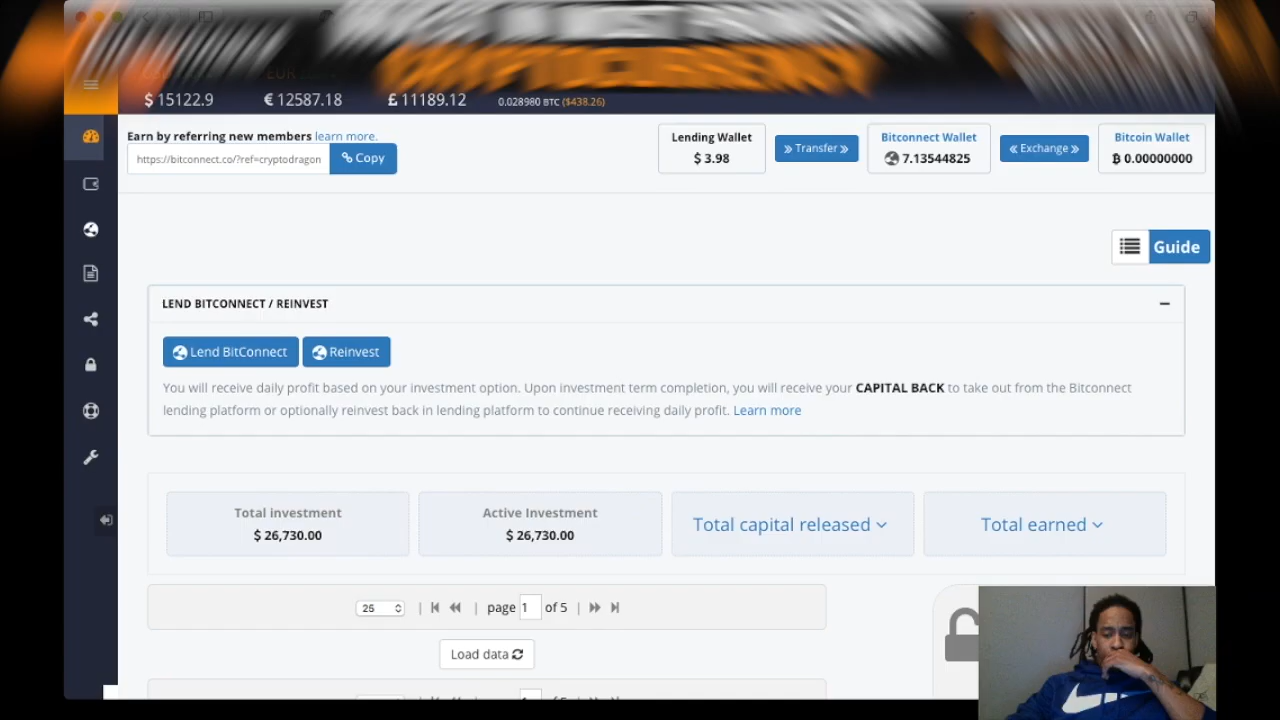 $ 15122.9
€ 12587.18
£ 11189.12
0.028980 BTC ($438.26)
Earn by referring new members learn more.
https://bitconnect.co/?ref=cryptodragon
Copy
Lending Wallet
$ 3.98
Transfer
Bitconnect Wallet
7.13544825
Exchange
Bitcoin Wallet
0.00000000
Guide
LEND BITCONNECT / REINVEST
Lend BitConnect
Reinvest
You will receive daily profit based on your investment option. Upon investment term completion, you will receive your CAPITAL BACK to take out from the Bitconnect
lending platform or optionally reinvest back in lending platform to continue receiving daily profit. Learn more
Total investment
$ 26,730.00
Active Investment
$ 26,730.00
Total capital released
Total earned
25 | | page 1 of 5 |
Load data